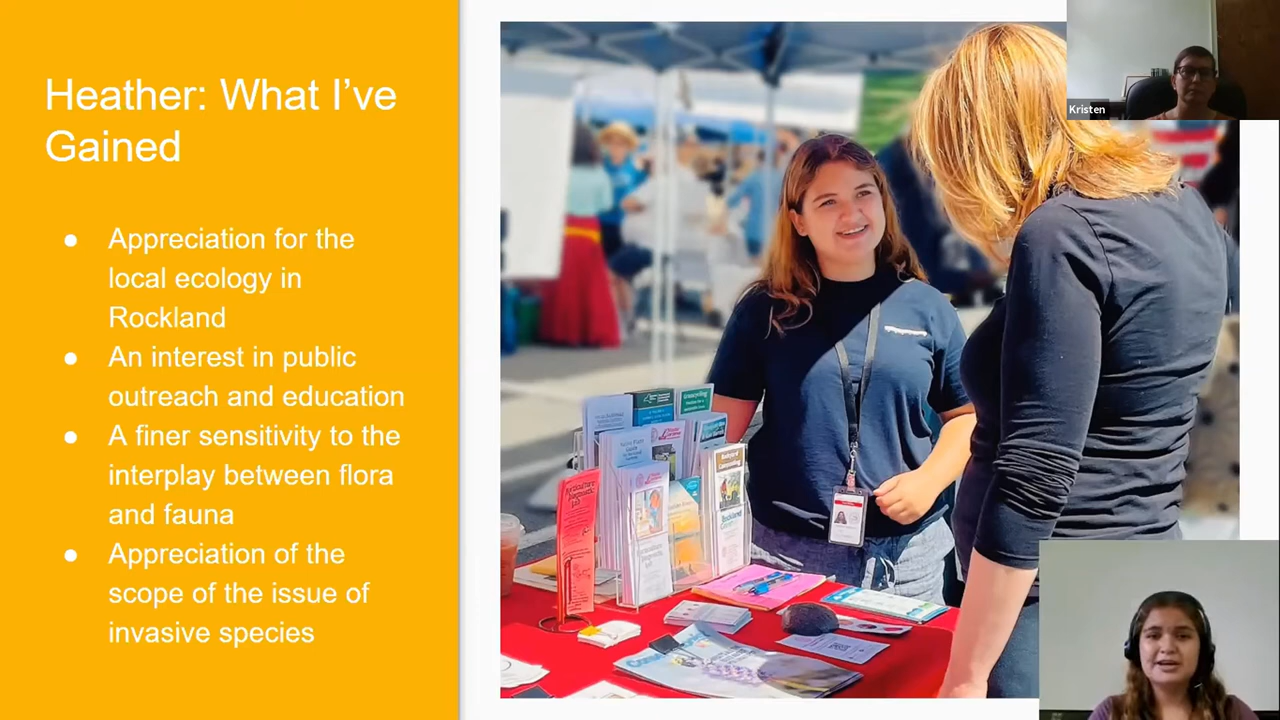 Heather: What I've
Gained
● Appreciation for the
local ecology in
Rockland
● An interest in public
outreach and education
● A finer sensitivity to the
interplay between flora
and fauna
● Appreciation of the
scope of the issue of
invasive species
Kristen